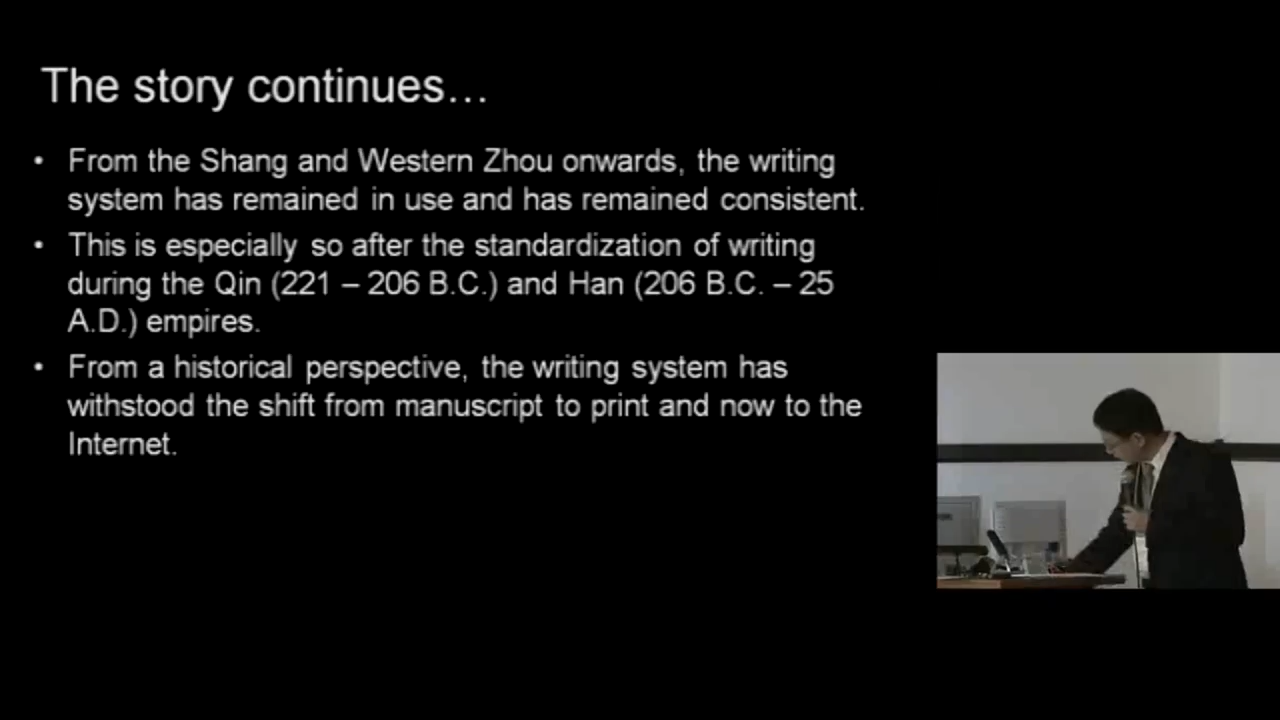 The story continues…
• From the Shang and Western Zhou onwards, the writing
system has remained in use and has remained consistent.
• This is especially so after the standardization of writing
during the Qin (221 – 206 B.C.) and Han (206 B.C. – 25
A.D.) empires.
• From a historical perspective, the writing system has
withstood the shift from manuscript to print and now to the
Internet.